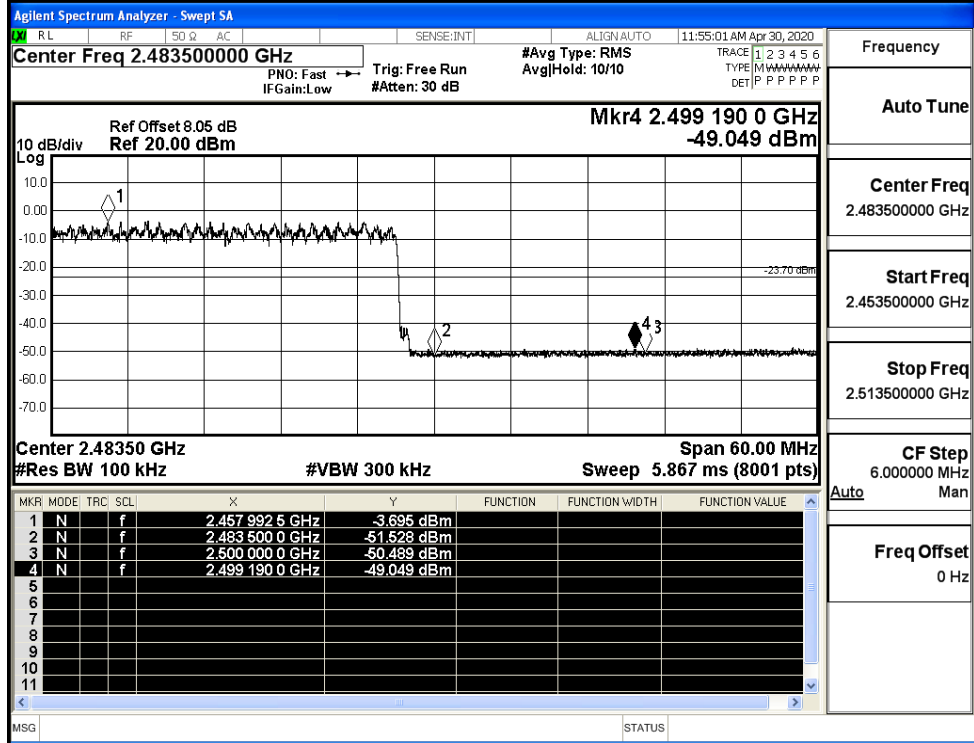 Agilent Spectrum Analyzer - Swept SA
LXI RL RF 50 Ω AC SENSE:INT ALIGN AUTO 11:55:01 AM Apr 30, 2020
Center Freq 2.483500000 GHz
PNO: Fast
IFGain:Low
Trig: Free Run
#Atten: 30 dB
#Avg Type: RMS
Avg|Hold: 10/10
TRACE 1 2 3 4 5 6
TYPE M W W W W W
DET P P P P P P
Mkr4 2.499 190 0 GHz
-49.049 dBm
Ref Offset 8.05 dB
10 dB/div Ref 20.00 dBm
Log
10.0
0.00
-10.0
-20.0
-30.0
-40.0
-50.0
-60.0
-70.0
1
2
4 3
-23.70 dBm
Center 2.48350 GHz Span 60.00 MHz
#Res BW 100 kHz #VBW 300 kHz Sweep 5.867 ms (8001 pts)
MKR MODE TRC SCL X Y FUNCTION FUNCTION WIDTH FUNCTION VALUE
1 N f 2.457 992 5 GHz -3.695 dBm
2 N f 2.483 500 0 GHz -51.528 dBm
3 N f 2.500 000 0 GHz -50.489 dBm
4 N f 2.499 190 0 GHz -49.049 dBm
5
6
7
8
9
10
11
MSG STATUS
Frequency
Auto Tune
Center Freq
2.483500000 GHz
Start Freq
2.453500000 GHz
Stop Freq
2.513500000 GHz
CF Step
6.000000 MHz
Auto Man
Freq Offset
0 Hz